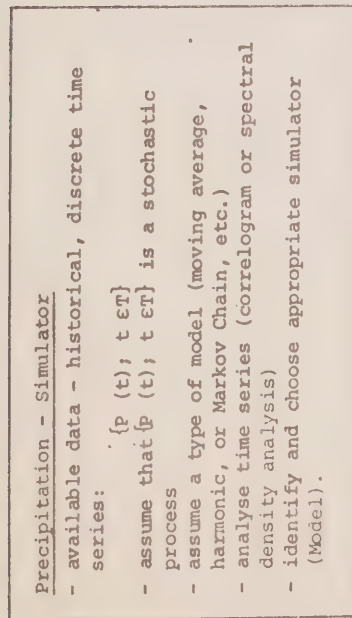 Precipitation - Simulator
- available data - historical, discrete time
series:
{P (t); t εT}
- assume that {P (t); t εT} is a stochastic
process
- assume a type of model (moving average,
harmonic, or Markov Chain, etc.)
- analyse time series (correlogram or spectral
density analysis)
- identify and choose appropriate simulator
(Model).